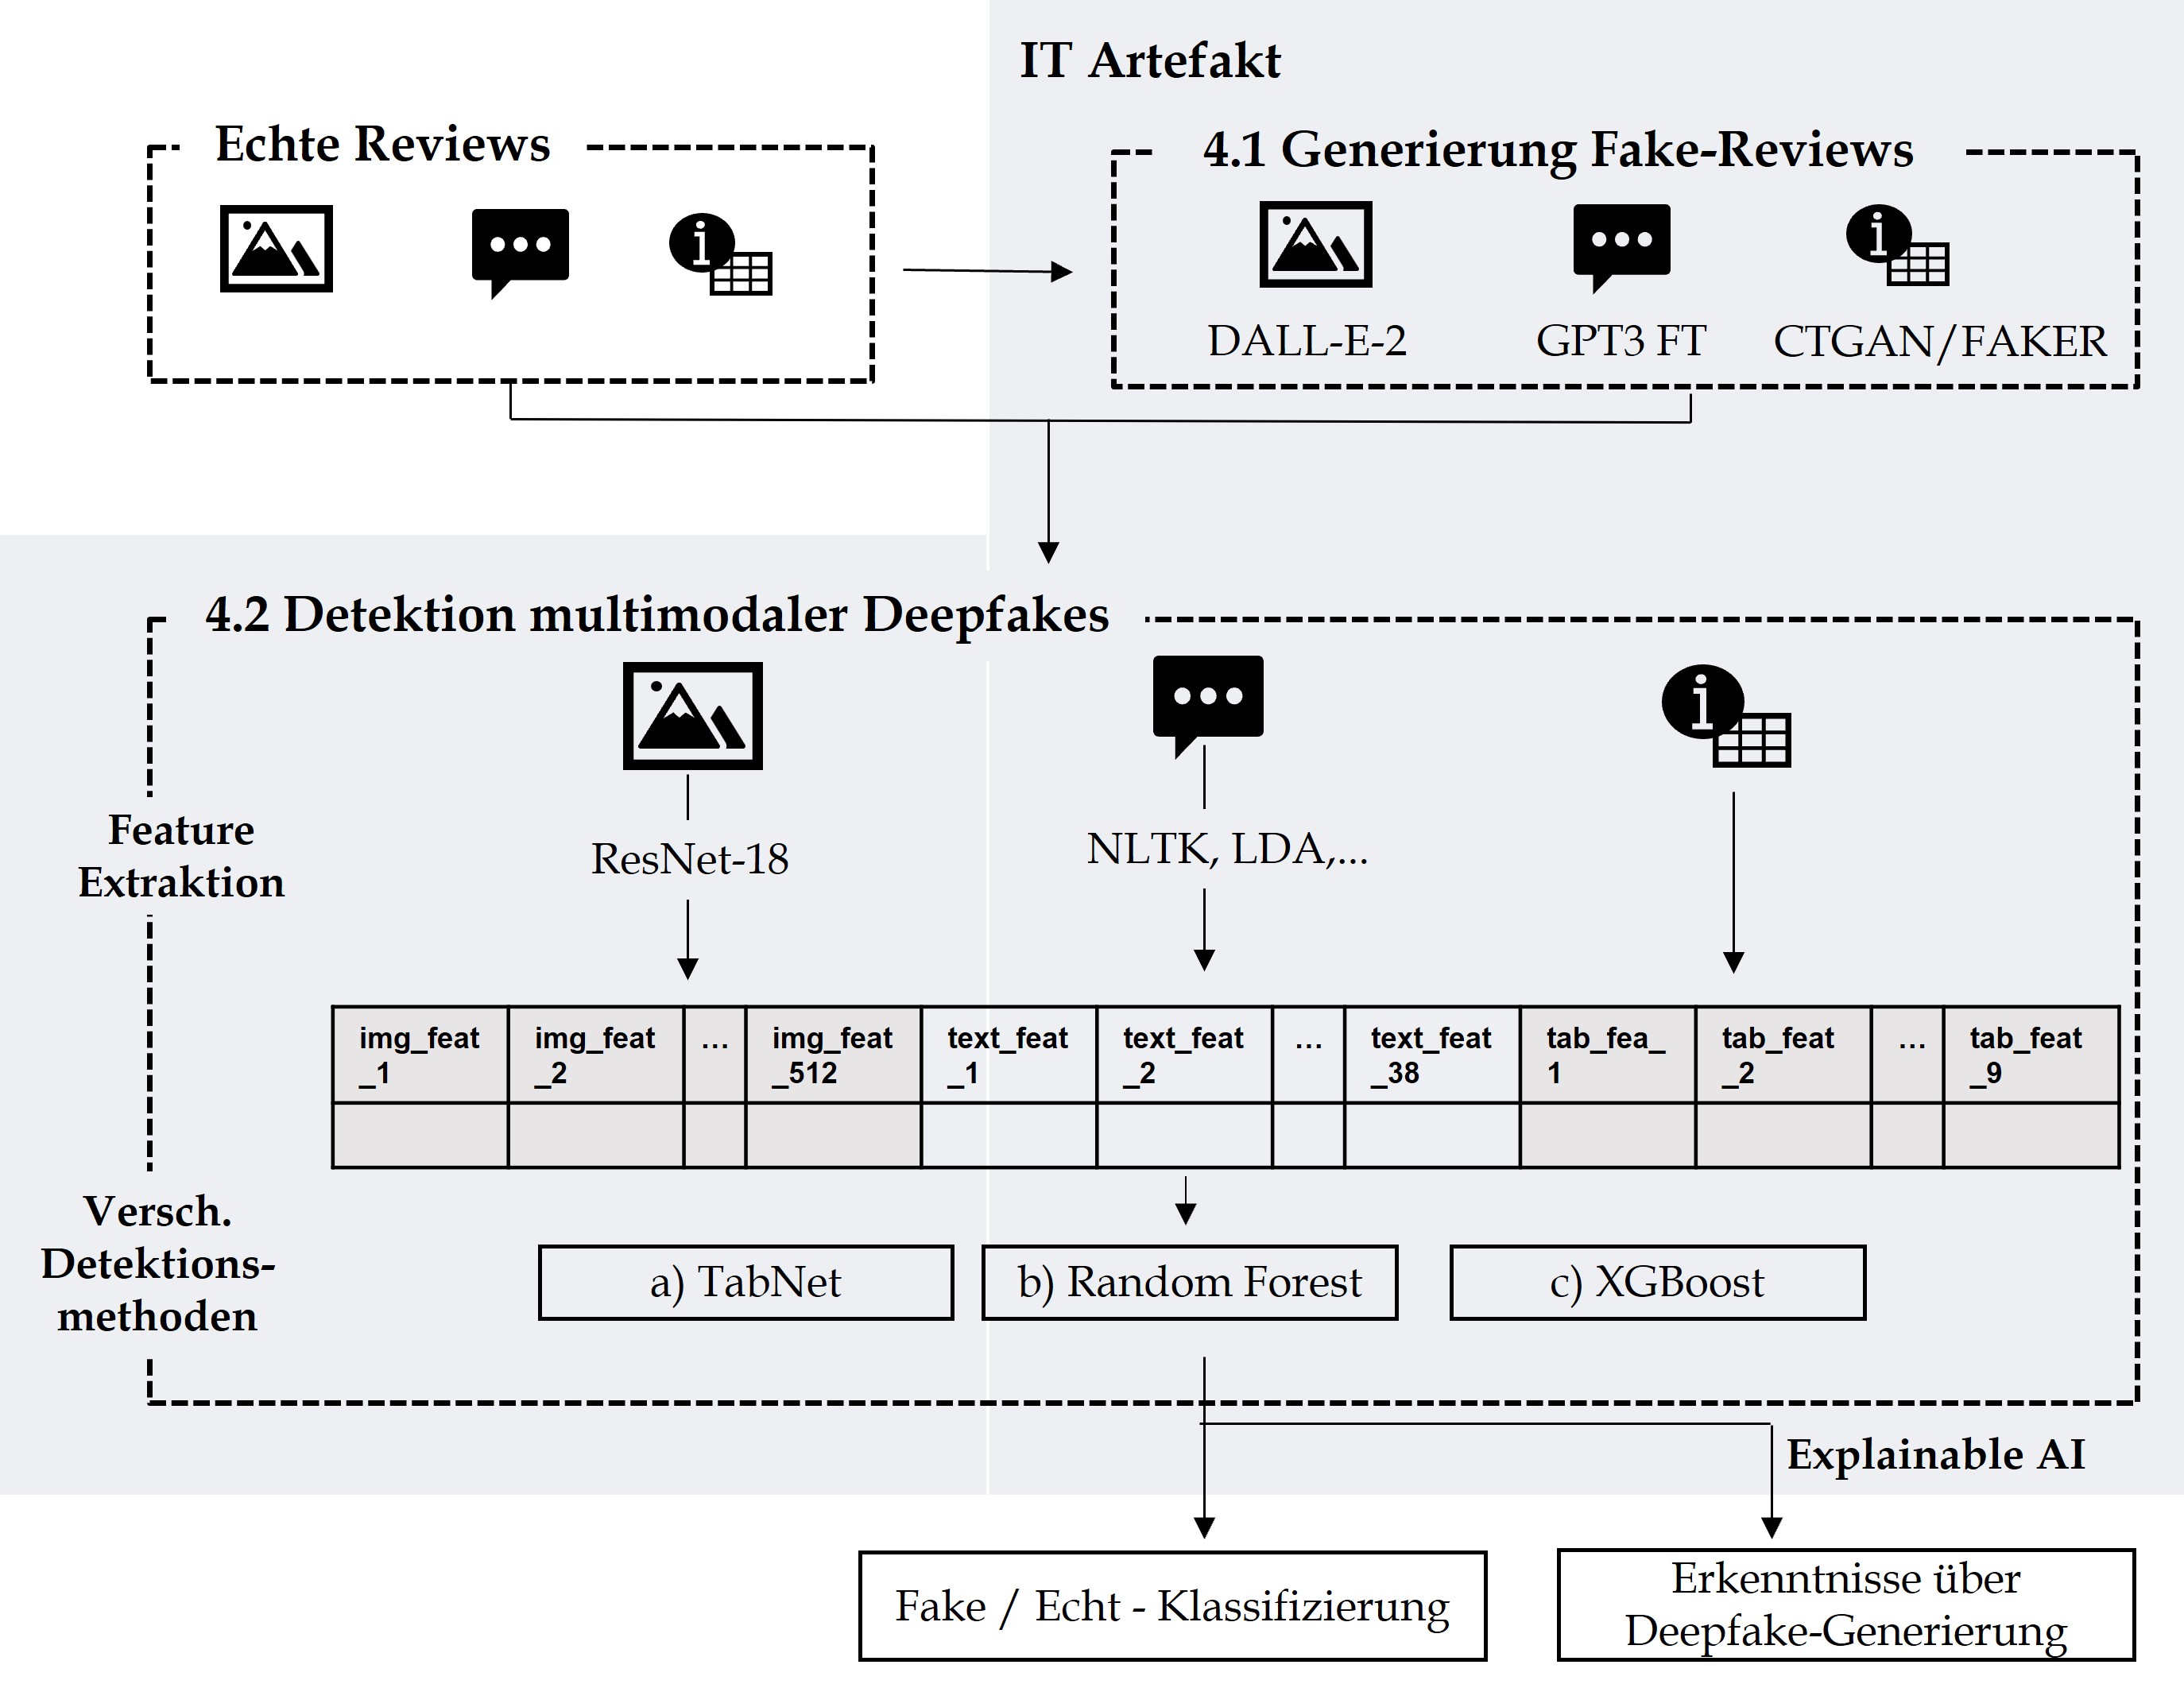 IT Artefakt
Echte Reviews
4.1 Generierung Fake-Reviews
i
i
DALL-E-2
GPT3 FT
CTGAN/FAKER
4.2 Detektion multimodaler Deepfakes
i
Feature
Extraktion
ResNet-18
NLTK, LDA,...
img_feat
_1
img_feat
_2
...
img_feat
_512
text_feat
_1
text_feat
_2
...
text_feat
_38
tab_fea_
1
tab_feat
_2
...
tab_feat
_9
Versch.
Detektions-
methoden
a) TabNet
b) Random Forest
c) XGBoost
Explainable AI
Fake / Echt - Klassifizierung
Erkenntnisse über
Deepfake-Generierung